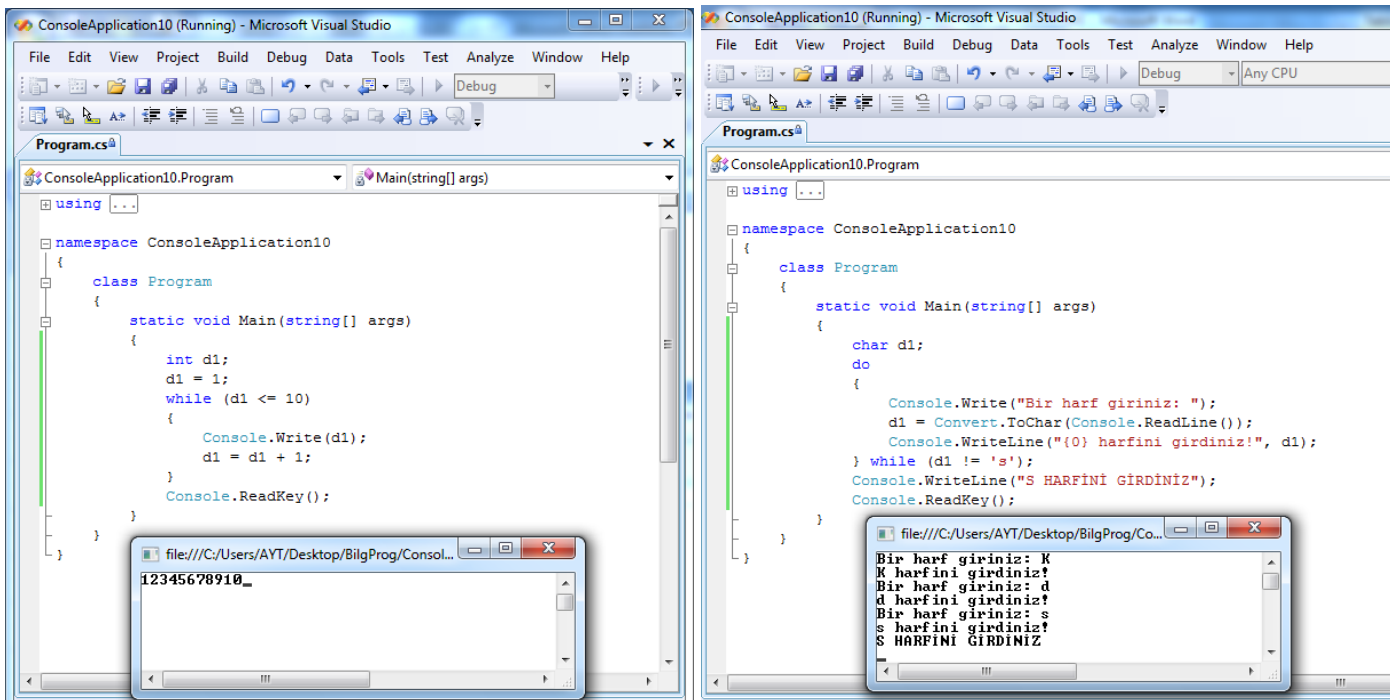 ConsoleApplication10 (Running) - Microsoft Visual Studio
File Edit View Project Build Debug Data Tools Test Analyze Window Help
Debug
Program.cs
ConsoleApplication10.Program
Main(string[] args)
using ...
namespace ConsoleApplication10
{
class Program
{
static void Main(string[] args)
{
int d1;
d1 = 1;
while (d1 <= 10)
{
Console.Write(d1);
d1 = d1 + 1;
}
Console.ReadKey();
}
}
}
file:///C:/Users/AYT/Desktop/BilgProg/Consol...
12345678910_
ConsoleApplication10 (Running) - Microsoft Visual Studio
File Edit View Project Build Debug Data Tools Test Analyze Window Help
Debug Any CPU
Program.cs
ConsoleApplication10.Program
using ...
namespace ConsoleApplication10
{
class Program
{
static void Main(string[] args)
{
char d1;
do
{
Console.Write("Bir harf giriniz: ");
d1 = Convert.ToChar(Console.ReadLine());
Console.WriteLine("{0} harfini girdiniz!", d1);
} while (d1 != 's');
Console.WriteLine("S HARFİNİ GİRDİNİZ");
Console.ReadKey();
}
}
}
file:///C:/Users/AYT/Desktop/BilgProg/Co...
Bir harf giriniz: K
K harfini girdiniz!
Bir harf giriniz: d
d harfini girdiniz!
Bir harf giriniz: s
s harfini girdiniz!
S HARFİNİ GİRDİNİZ
_